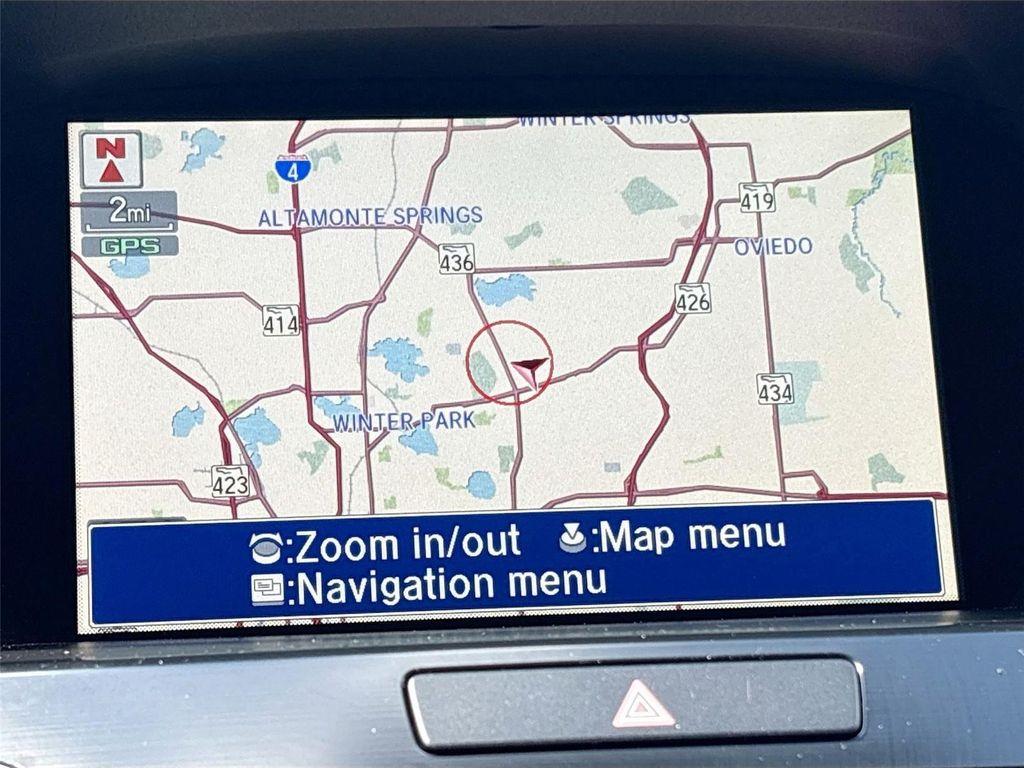 WINTER SPRINGS
N
4
2mi
419
ALTAMONTE SPRINGS
GPS
OVIEDO
436
426
414
434
WINTER PARK
423
:Zoom in/out :Map menu
:Navigation menu